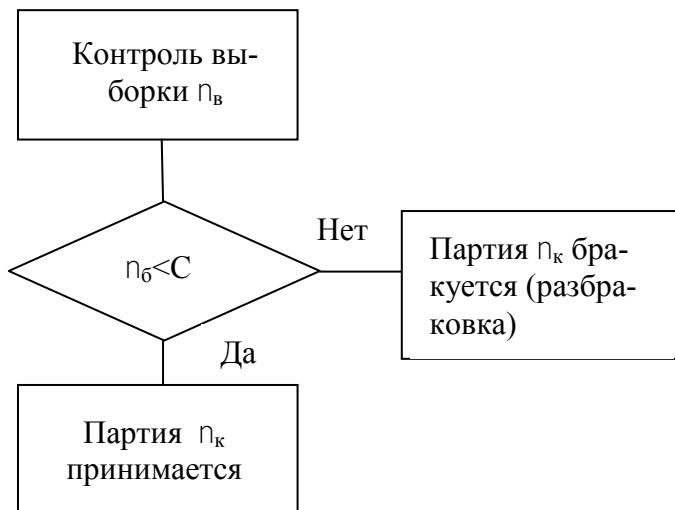 Контроль вы-
борки nв
nб<С
Нет
Партия nк бра-
куется (разбра-
ковка)
Да
Партия nк
принимается